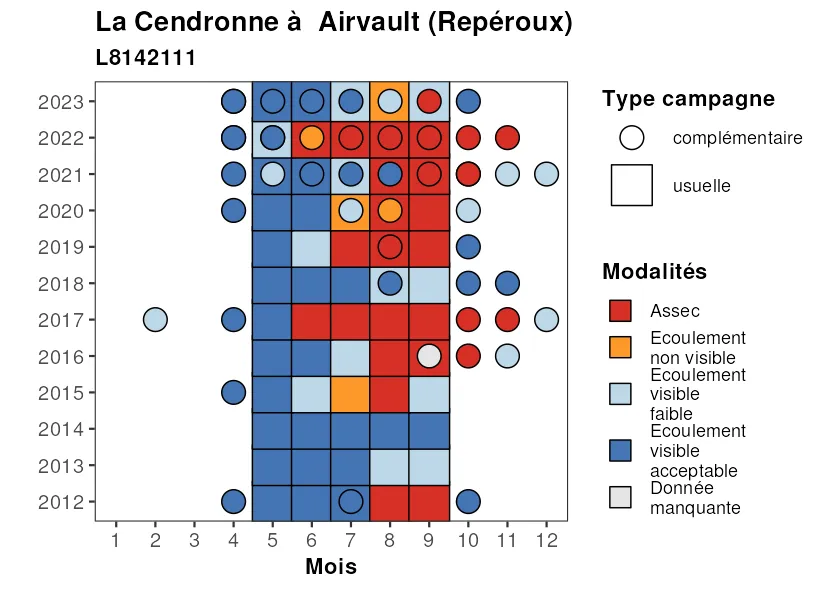 La Cendronne à  Airvault (Repéroux)
L8142111
2023
2022
2021
2020
2019
2018
2017
2016
2015
2014
2013
2012
1 2 3 4 5 6 7 8 9 10 11 12
Mois
Type campagne
complémentaire
usuelle
Modalités
Assec
Ecoulement
non visible
Ecoulement
visible
faible
Ecoulement
visible
acceptable
Donnée
manquante